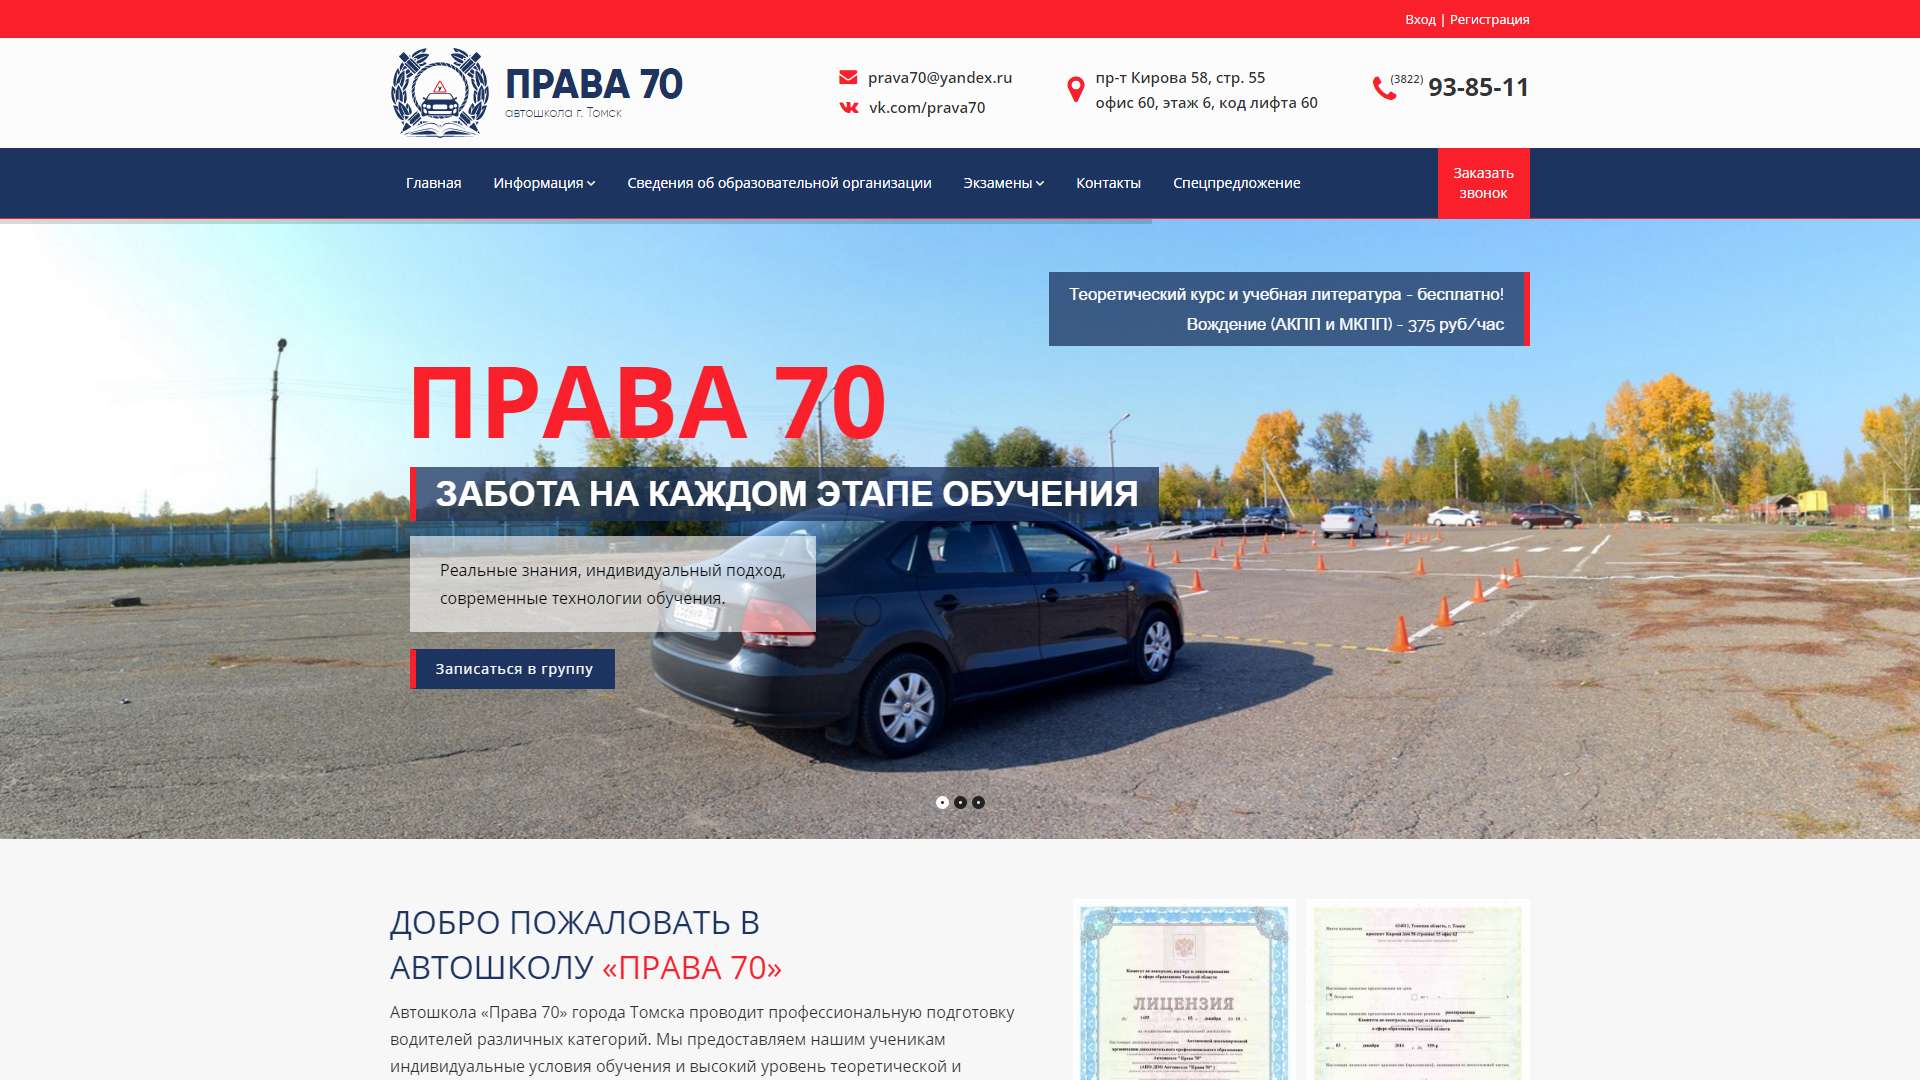 Вход | Регистрация
ПРАВА 70
автошкола г. Томск
prava70@yandex.ru
vk.com/prava70
пр-т Кирова 58, стр. 55
офис 60, этаж 6, код лифта 60
(3822) 93-85-11
Главная Информация Сведения об образовательной организации Экзамены Контакты Спецпредложение
Заказать
звонок
Теоретический курс и учебная литература - бесплатно!
Вождение (АКПП и МКПП) - 375 руб/час
ПРАВА 70
ЗАБОТА НА КАЖДОМ ЭТАПЕ ОБУЧЕНИЯ
Реальные знания, индивидуальный подход,
современные технологии обучения.
Записаться в группу
ДОБРО ПОЖАЛОВАТЬ В
АВТОШКОЛУ «ПРАВА 70»
Автошкола «Права 70» города Томска проводит профессиональную подготовку
водителей различных категорий. Мы предоставляем нашим ученикам
индивидуальные условия обучения и высокий уровень теоретической и
ЛИЦЕНЗИЯ